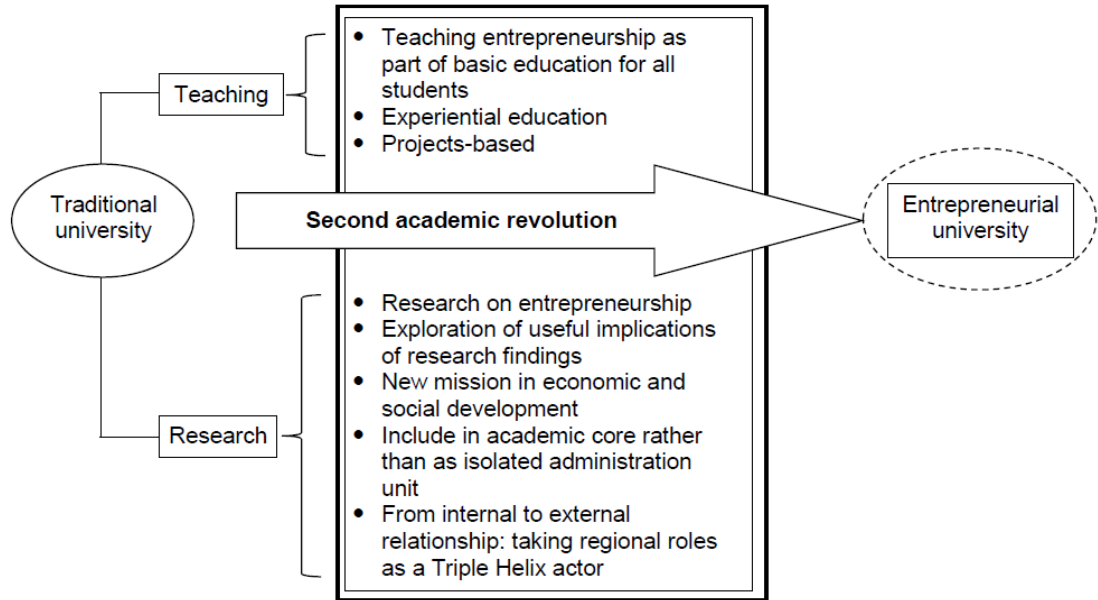 • Teaching entrepreneurship as
part of basic education for all
students
• Experiential education
• Projects-based
Teaching
Traditional
university
Second academic revolution
Entrepreneurial
university
• Research on entrepreneurship
• Exploration of useful implications
of research findings
• New mission in economic and
social development
• Include in academic core rather
than as isolated administration
unit
• From internal to external
relationship: taking regional roles
as a Triple Helix actor
Research